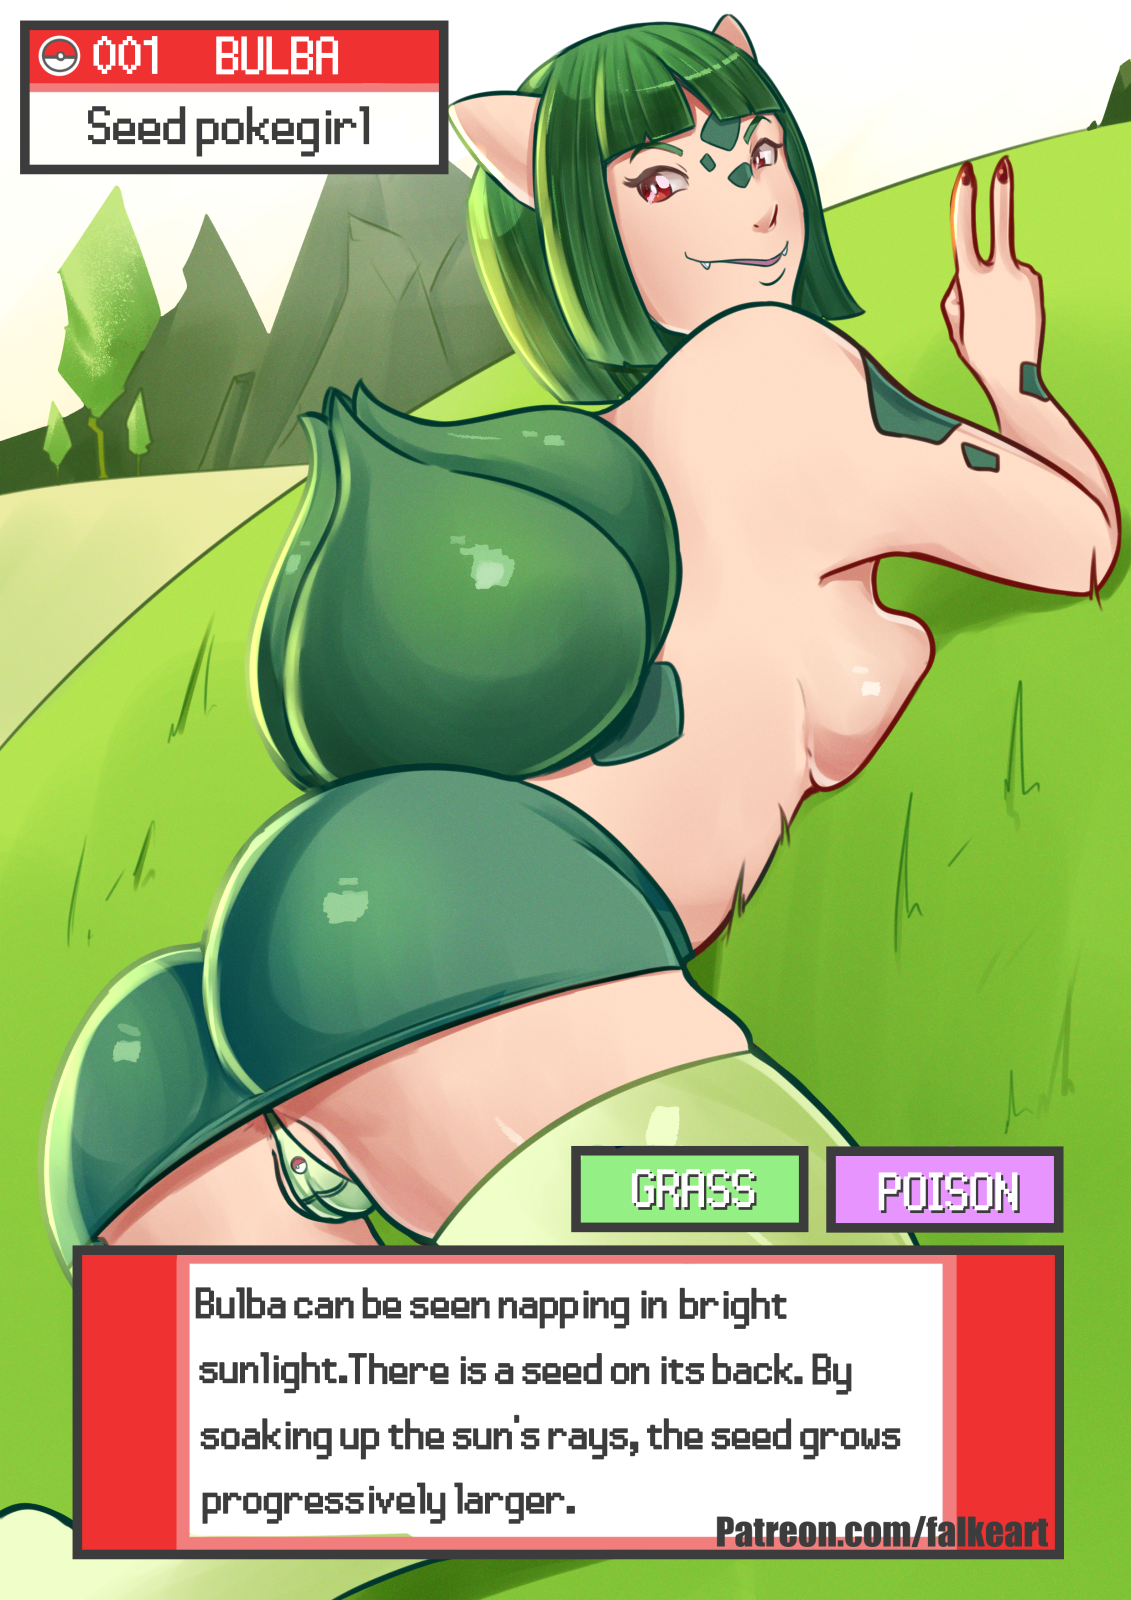 001 BULBA
Seed pokegirl
GRASS
POISON
Bulba can be seen napping in bright
sunlight.There is a seed on its back. By
soaking up the sun's rays, the seed grows
progressively larger.
Patreon.com/falkeart